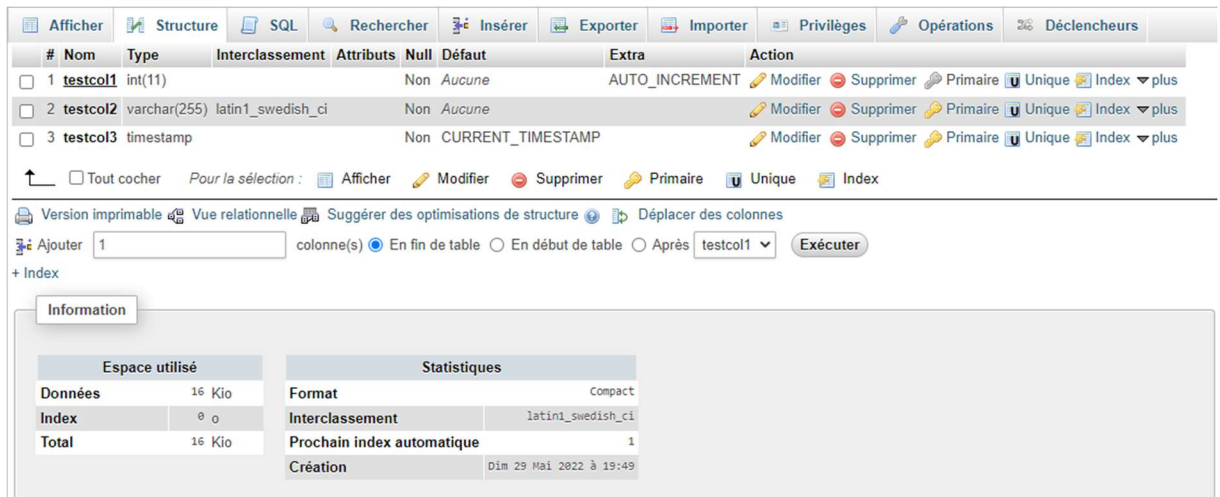 Afficher Structure SQL Rechercher Insérer Exporter Importer Privilèges Opérations Déclencheurs
# Nom Type Interclassement Attributs Null Défaut Extra Action
1 testcol1 int(11) Non Aucune AUTO_INCREMENT Modifier Supprimer Primaire U Unique Index plus
2 testcol2 varchar(255) latin1_swedish_ci Non Aucune Modifier Supprimer Primaire U Unique Index plus
3 testcol3 timestamp Non CURRENT_TIMESTAMP Modifier Supprimer Primaire U Unique Index plus
Tout cocher Pour la sélection : Afficher Modifier Supprimer Primaire U Unique Index
Version imprimable Vue relationnelle Suggérer des optimisations de structure Déplacer des colonnes
Ajouter 1 colonne(s) En fin de table En début de table Après testcol1 Exécuter
+ Index
Information
Espace utilisé Statistiques
Données 16 Kio Format Compact
Index 0 o Interclassement latin1_swedish_ci
Total 16 Kio Prochain index automatique 1
Création Dim 29 Mai 2022 à 19:49